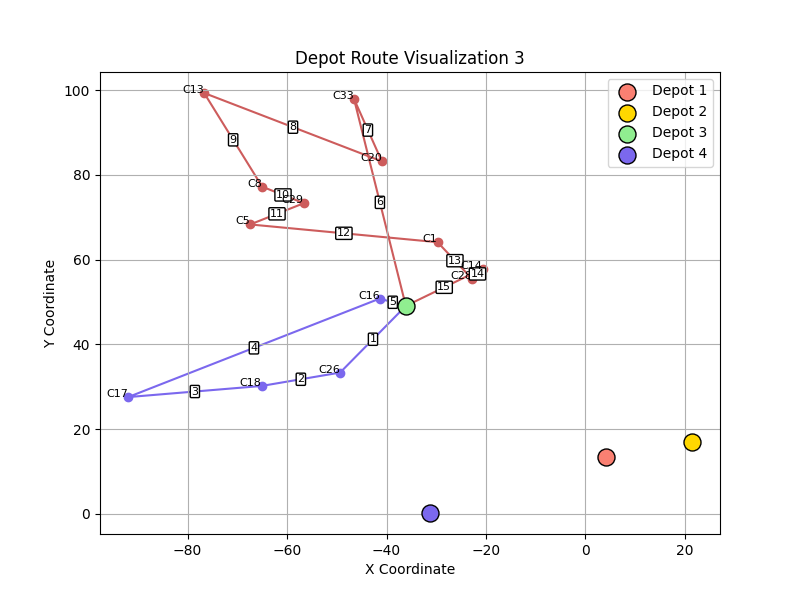 Depot Route Visualization 3
Depot 1
Depot 2
Depot 3
Depot 4
Y Coordinate
100
80
60
40
20
0
C13
C33
8
7
9
C20
C8
10
C29
6
11
C5
12
C1
13
C14
14
15
C16
5
1
4
C26
2
C18
3
C17
−80
−60
−40
−20
0
20
X Coordinate